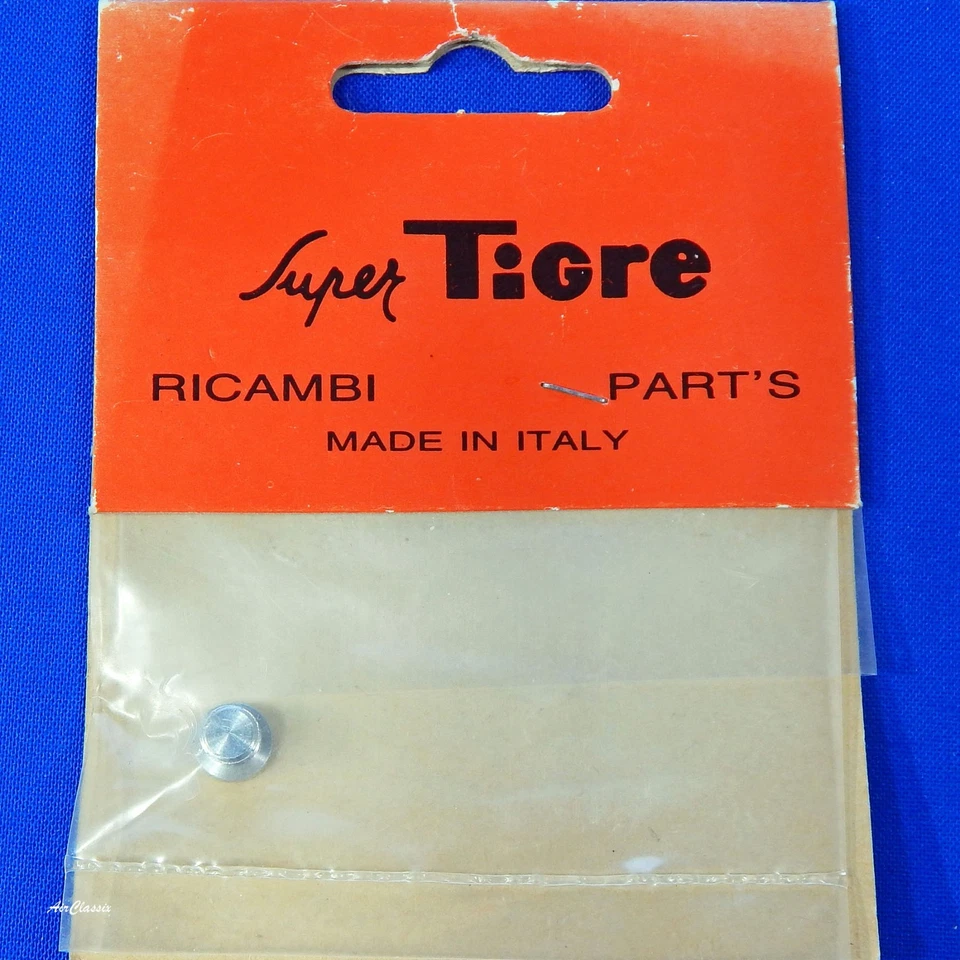 Super TIGre
RICAMBI PART'S
MADE IN ITALY
AirClassix